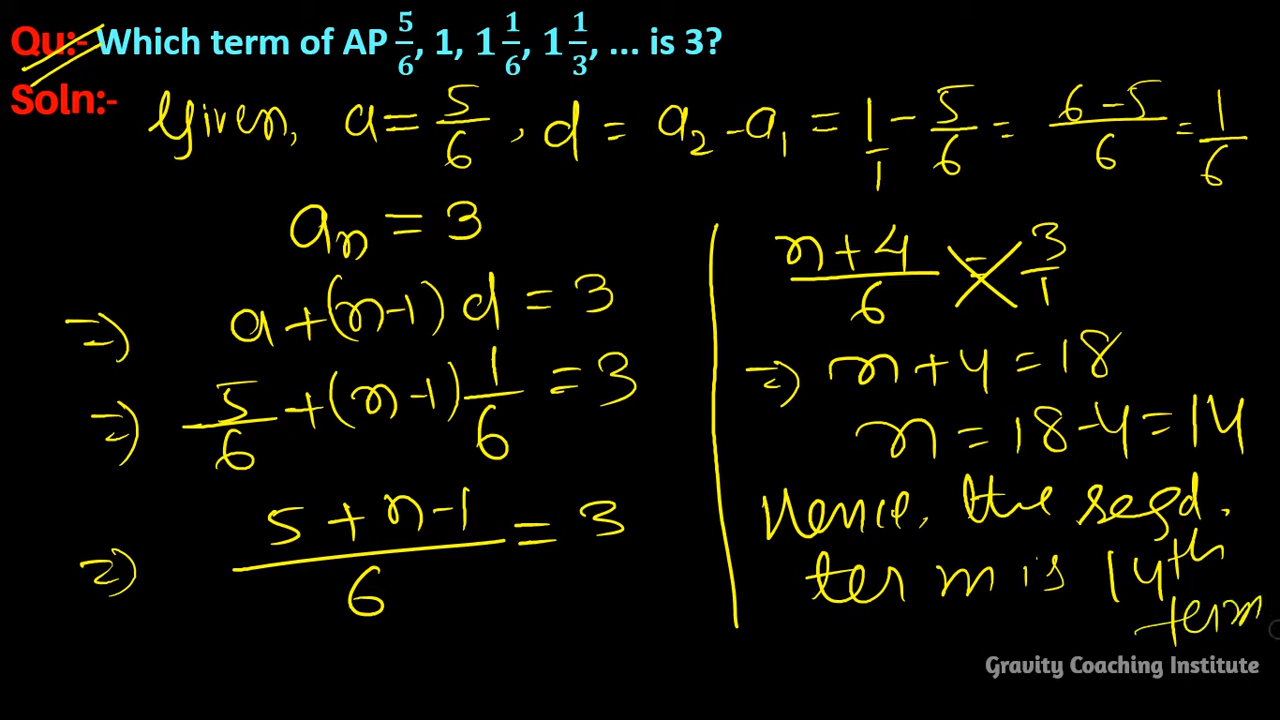 Qu:- Which term of AP 5/6, 1, 1 1/6, 1 1/3, ... is 3?
Soln:- Given, a = 5/6, d = a₂ - a₁ = 1/1 - 5/6 = (6-5)/6 = 1/6
aₙ = 3
=) a+(n-1) d = 3
=) 5/6 + (n-1) 1/6 = 3
=) (5+n-1)/6 = 3
(n+4)/6 = 3/1
=) n+4 = 18
n = 18-4 = 14
Hence, the reqd.
term is 14th
term
Gravity Coaching Institute